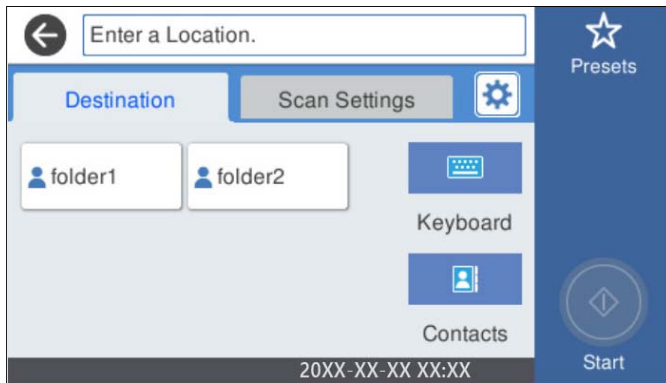 Enter a Location.
Presets
Destination
Scan Settings
folder1
folder2
Keyboard
Contacts
Start
20XX-XX-XX XX:XX